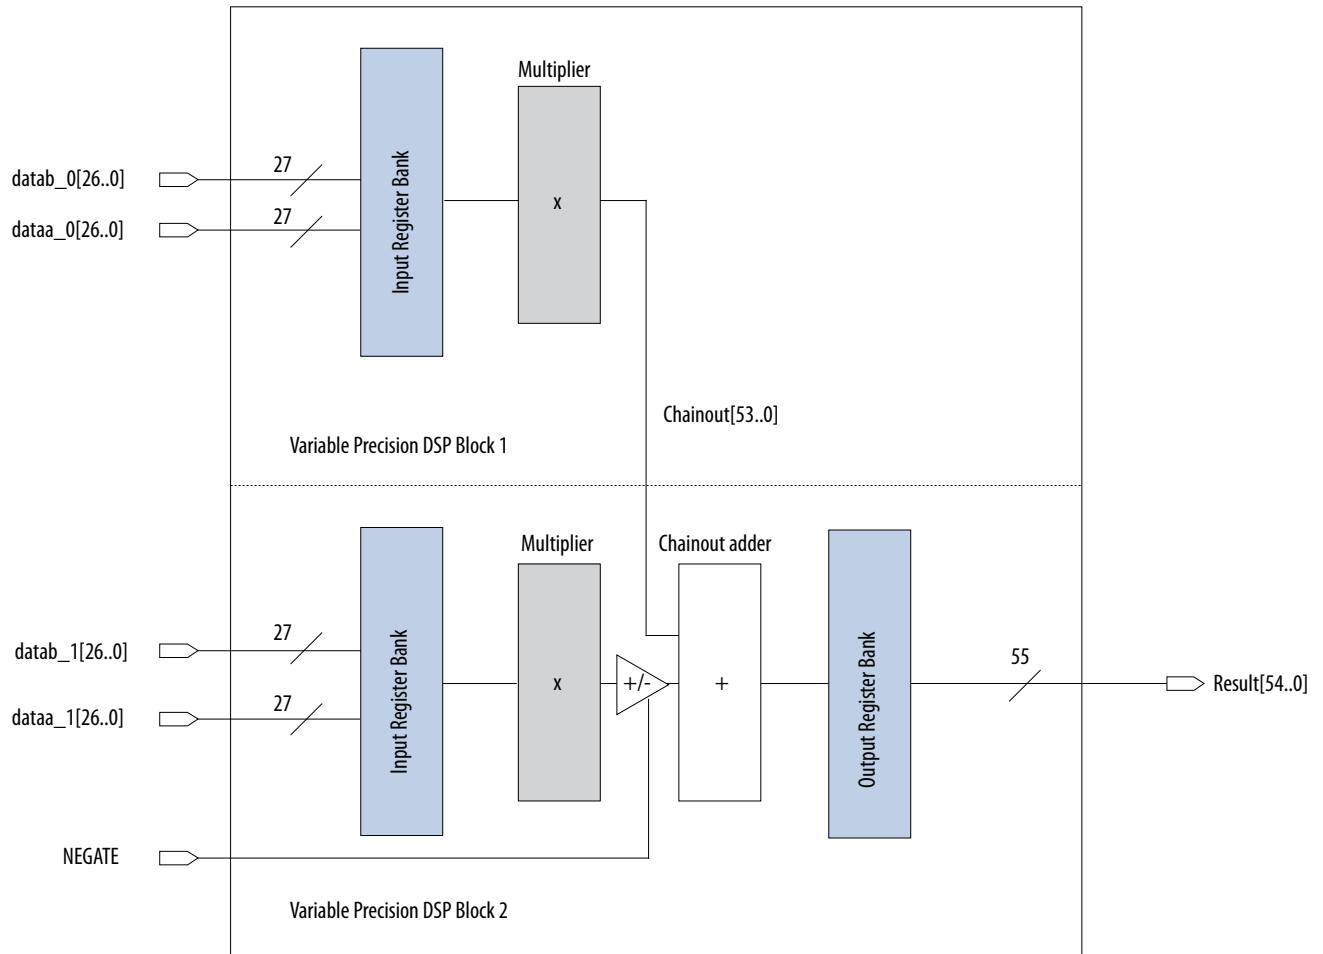 Multiplier
27
datab_0[26..0]
27
dataa_0[26..0]
Input Register Bank
x
Chainout[53..0]
Variable Precision DSP Block 1
Multiplier
Chainout adder
27
datab_1[26..0]
27
dataa_1[26..0]
Input Register Bank
x
+/-
+
Output Register Bank
55
Result[54..0]
NEGATE
Variable Precision DSP Block 2